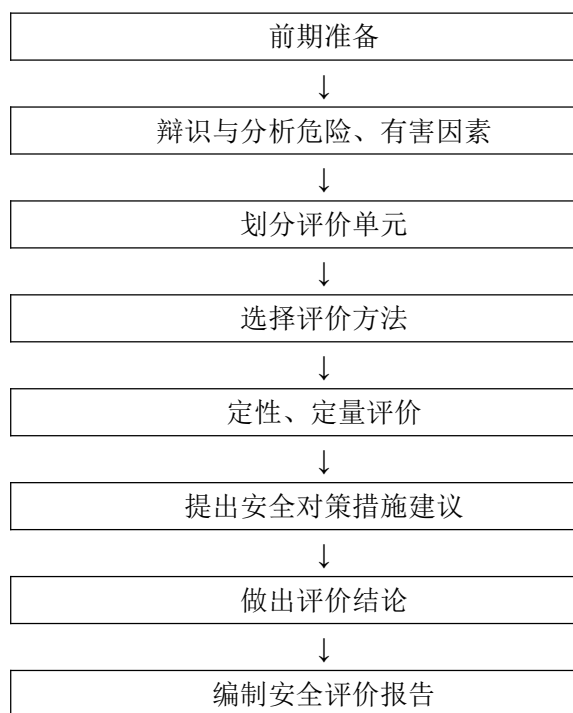 前期准备
↓
辩识与分析危险、有害因素
↓
划分评价单元
↓
选择评价方法
↓
定性、定量评价
↓
提出安全对策措施建议
↓
做出评价结论
↓
编制安全评价报告